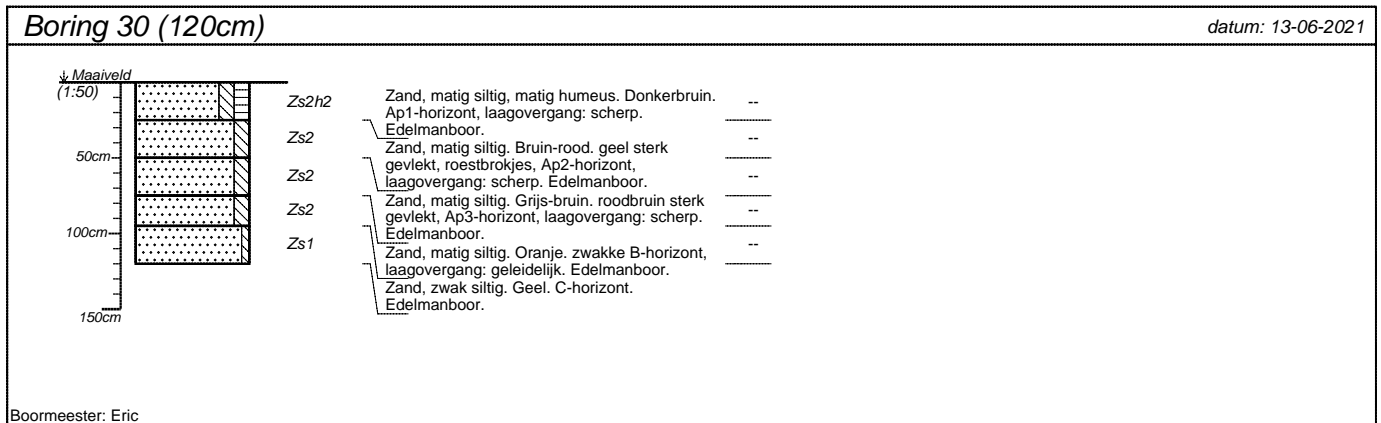 Boring 30 (120cm)
datum: 13-06-2021
Maaiveld
(1:50)
50cm
100cm
150cm
Zs2h2
Zs2
Zs2
Zs2
Zs1
Zand, matig siltig, matig humeus. Donkerbruin.
Ap1-horizont, laagovergang: scherp.
Edelmanboor.
Zand, matig siltig. Bruin-rood. geel sterk
gevlekt, roestbrokjes, Ap2-horizont,
laagovergang: scherp. Edelmanboor.
Zand, matig siltig. Grijs-bruin. roodbruin sterk
gevlekt, Ap3-horizont, laagovergang: scherp.
Edelmanboor.
Zand, matig siltig. Oranje. zwakke B-horizont,
laagovergang: geleidelijk. Edelmanboor.
Zand, zwak siltig. Geel. C-horizont.
Edelmanboor.
--
--
--
--
--
Boormeester: Eric